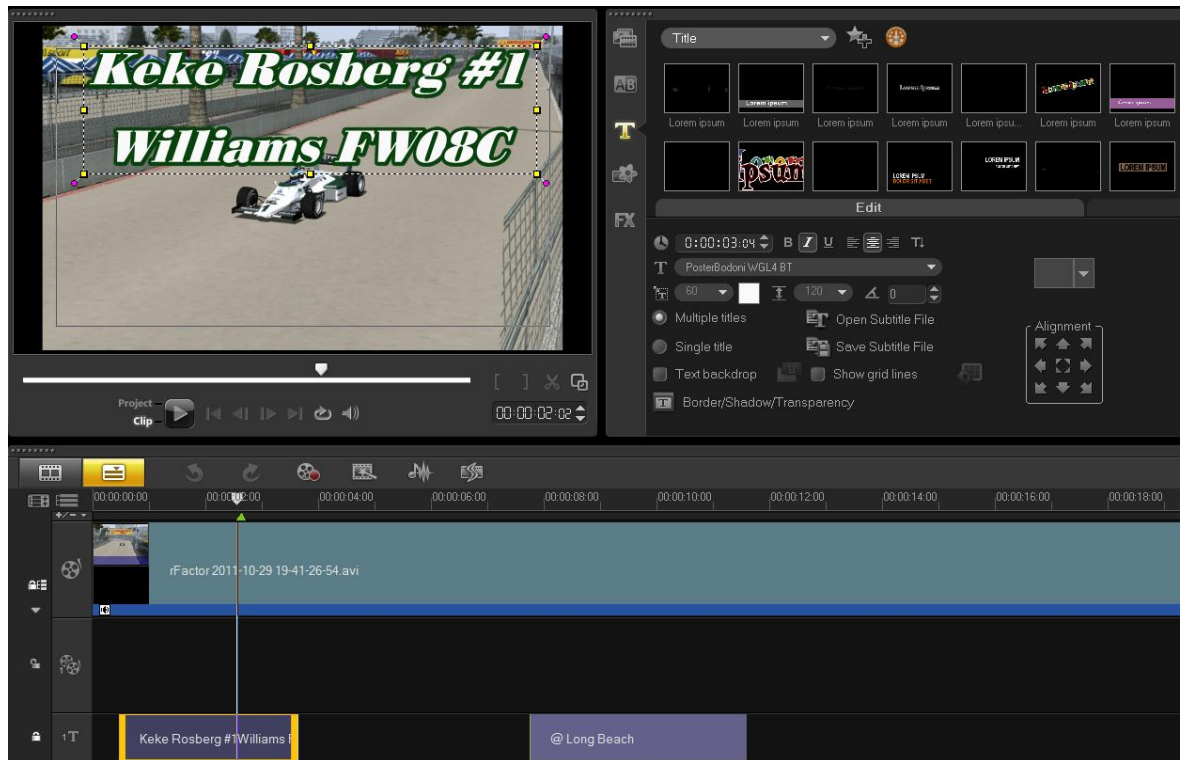 Keke Rosberg #1
Williams FW08C
Project
Clip
00:00:02:02
Title
AB
T
FX
Lorem ipsum Lorem ipsum Lorem ipsum Lorem ipsum Lorem ipsu... Lorem ipsum Lorem ipsum
Edit
0:00:03:04 B I U
T PosterBodoni WGL4 BT
60 120 0
Multiple titles Open Subtitle File
Single title Save Subtitle File
Text backdrop Show grid lines
Border/Shadow/Transparency
Alignment
00:00:00:00 00:00:02:00 00:00:04:00 00:00:06:00 00:00:08:00 00:00:10:00 00:00:12:00 00:00:14:00 00:00:16:00 00:00:18:00
rFactor 2011-10-29 19-41-26-54.avi
1T Keke Rosberg #1Williams F @ Long Beach